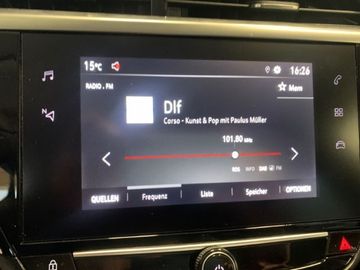 15°C
16:26
RADIO . FM
Mem
Dlf
Corso - Kunst & Pop mit Paulus Müller
101.80 MHz
RDS INFO DAB FM
QUELLEN Frequenz Liste Speicher OPTIONEN